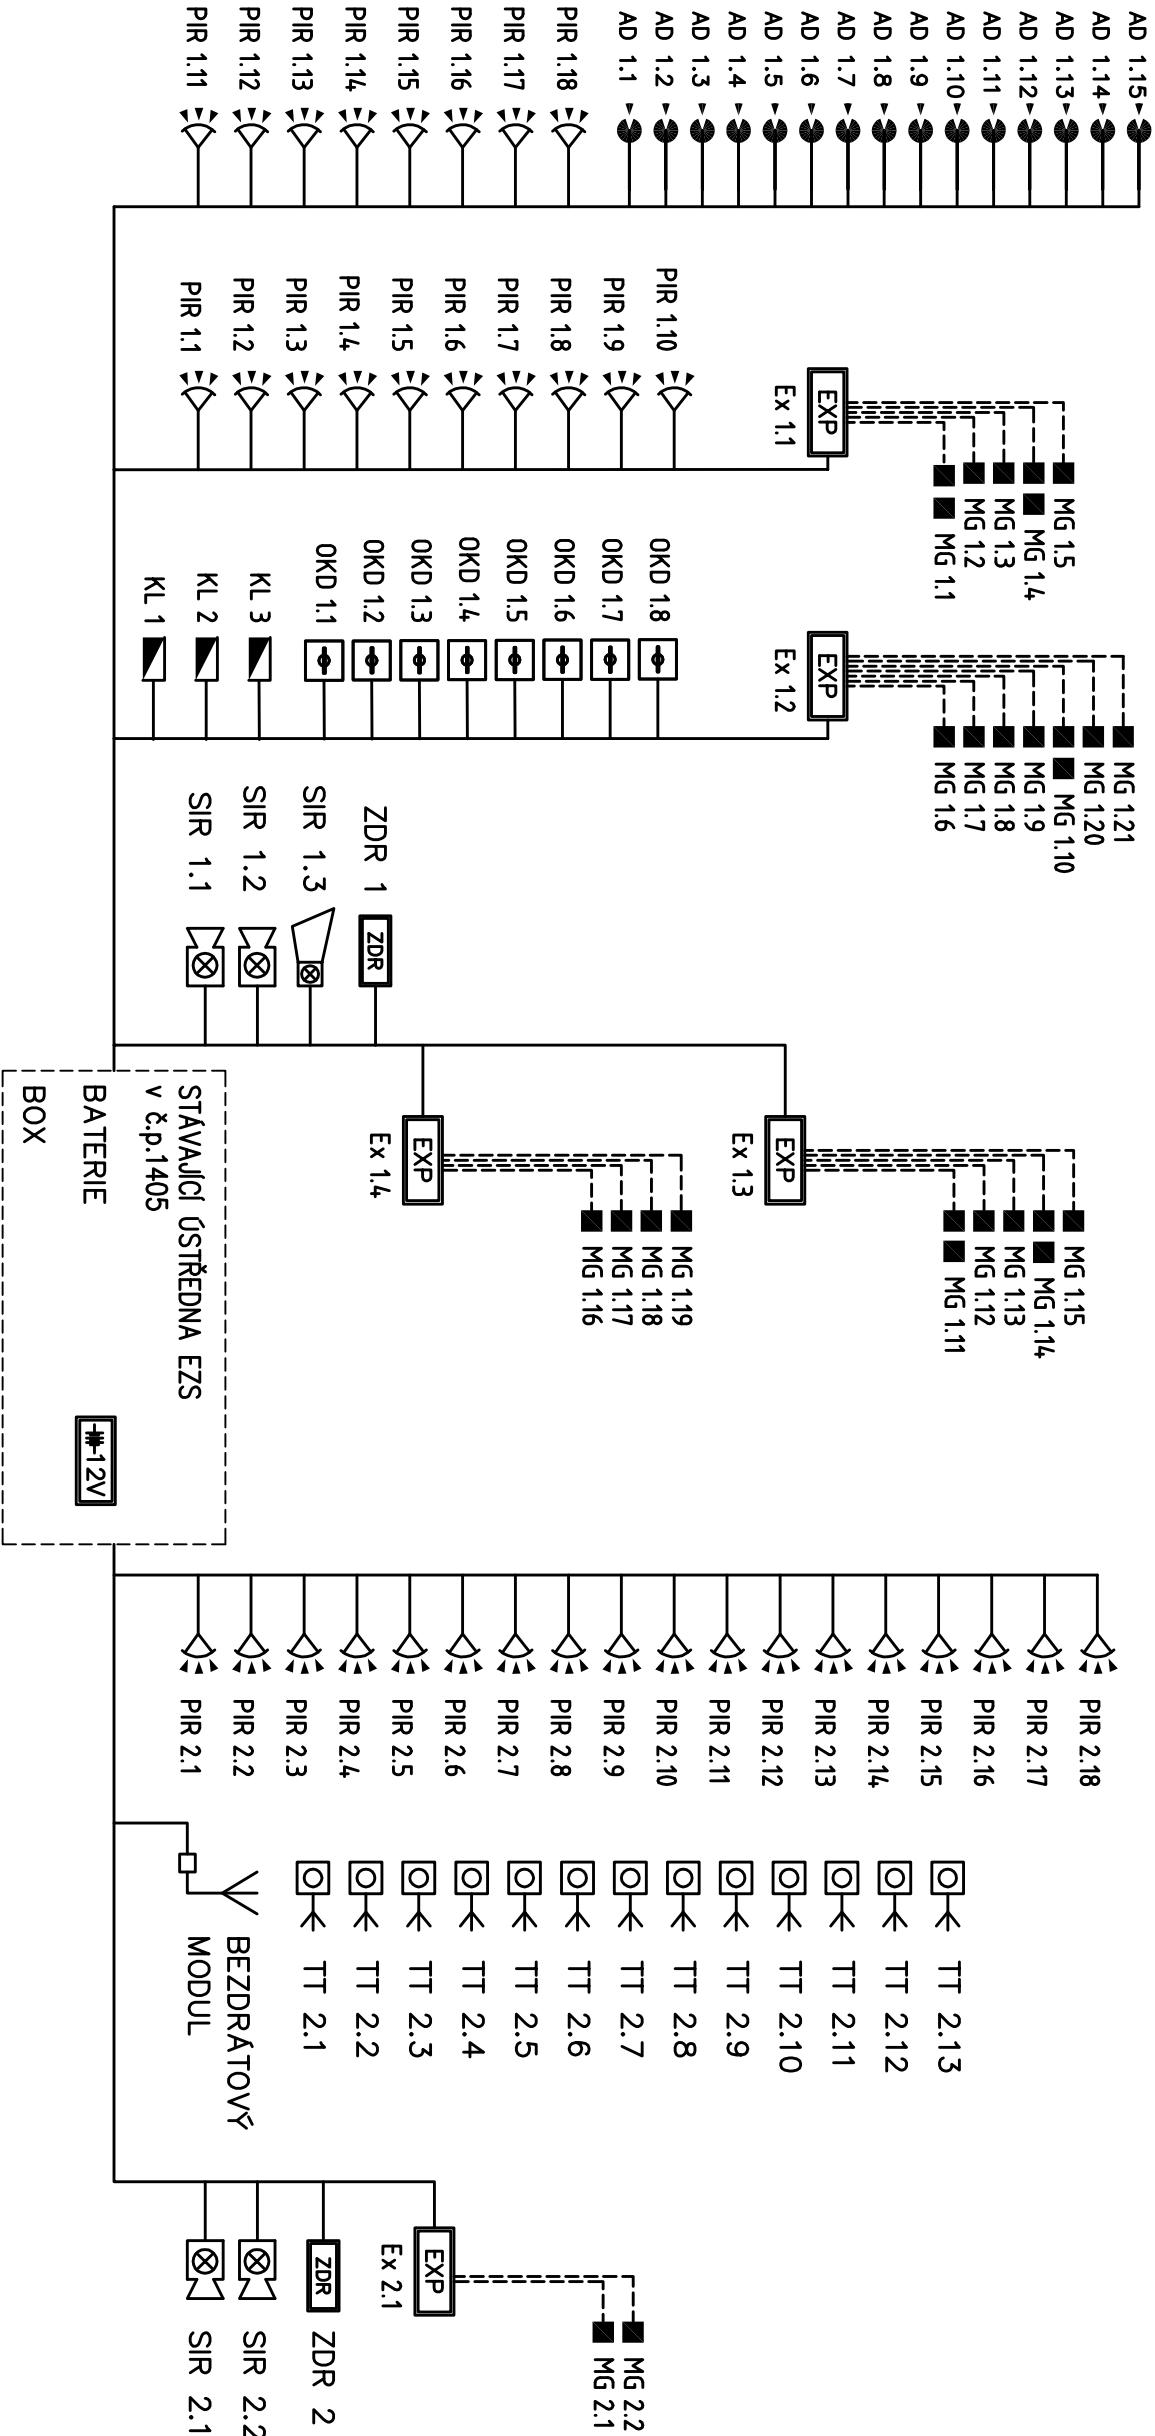 AD 1.15
AD 1.14
AD 1.13
AD 1.12
AD 1.11
AD 1.10
AD 1.9
AD 1.8
AD 1.7
AD 1.6
AD 1.5
AD 1.4
AD 1.3
AD 1.2
AD 1.1
PIR 1.18
PIR 1.17
PIR 1.16
PIR 1.15
PIR 1.14
PIR 1.13
PIR 1.12
PIR 1.11
MG 1.5
MG 1.4
MG 1.3
MG 1.2
MG 1.1
EXP
Ex 1.1
PIR 1.10
PIR 1.9
PIR 1.8
PIR 1.7
PIR 1.6
PIR 1.5
PIR 1.4
PIR 1.3
PIR 1.2
PIR 1.1
MG 1.21
MG 1.20
MG 1.10
MG 1.9
MG 1.8
MG 1.7
MG 1.6
EXP
Ex 1.2
OKD 1.8
OKD 1.7
OKD 1.6
OKD 1.5
OKD 1.4
OKD 1.3
OKD 1.2
OKD 1.1
KL 3
KL 2
KL 1
MG 1.15
MG 1.14
MG 1.13
MG 1.12
MG 1.11
EXP
Ex 1.3
MG 1.19
MG 1.18
MG 1.17
MG 1.16
EXP
Ex 1.4
ZDR 1
ZDR
SIR 1.3
SIR 1.2
SIR 1.1
STÁVAJÍCÍ ÚSTŘEDNA EZS
v č.p.1405
BATERIE
12V
BOX
PIR 2.18
PIR 2.17
PIR 2.16
PIR 2.15
PIR 2.14
PIR 2.13
PIR 2.12
PIR 2.11
PIR 2.10
PIR 2.9
PIR 2.8
PIR 2.7
PIR 2.6
PIR 2.5
PIR 2.4
PIR 2.3
PIR 2.2
PIR 2.1
TT 2.13
TT 2.12
TT 2.11
TT 2.10
TT 2.9
TT 2.8
TT 2.7
TT 2.6
TT 2.5
TT 2.4
TT 2.3
TT 2.2
TT 2.1
BEZDRÁTOVÝ
MODUL
MG 2.2
MG 2.1
EXP
Ex 2.1
ZDR
ZDR 2
SIR 2.2
SIR 2.1